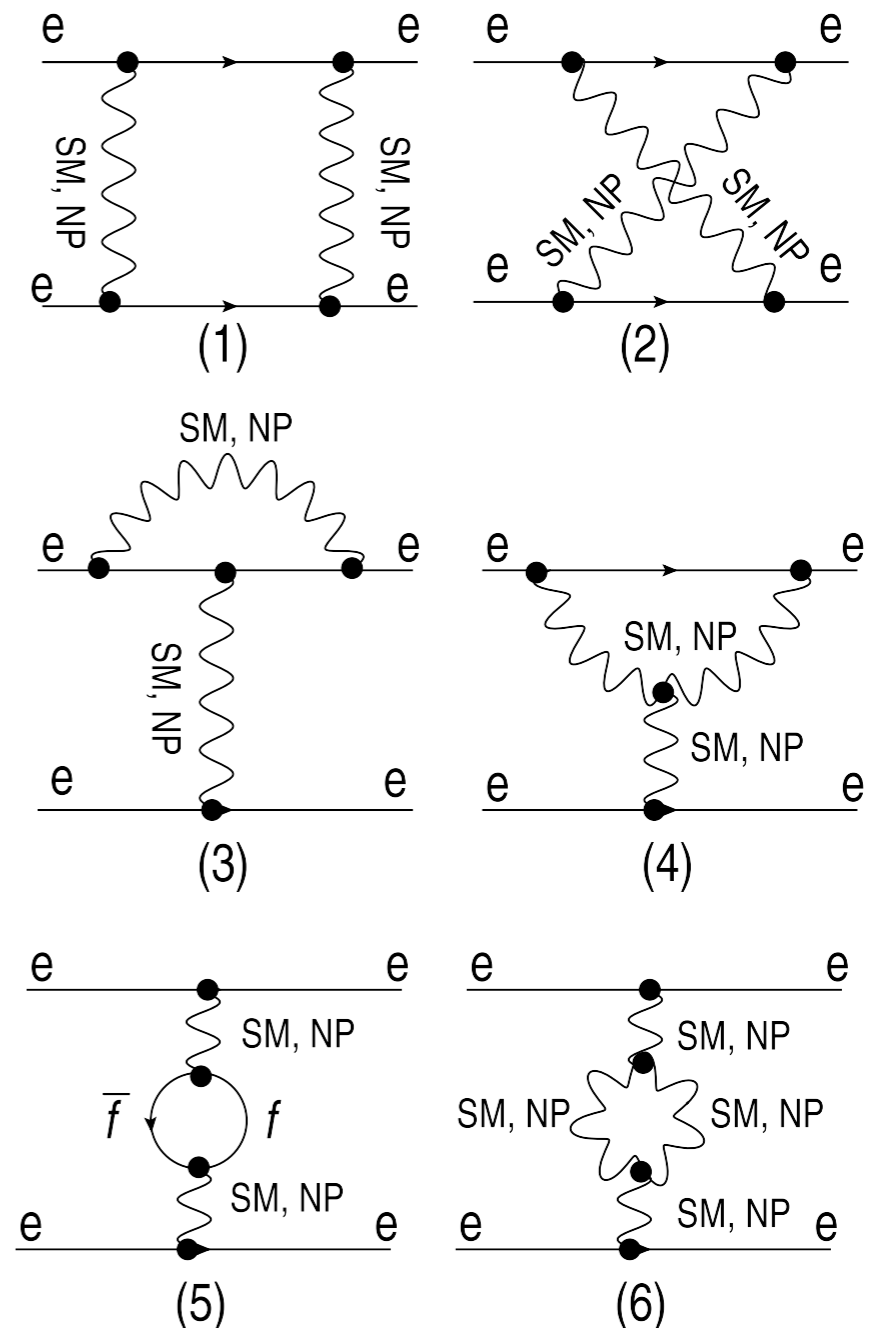 e e e e
SM, NP SM, NP SM, NP SM, NP
e e e e
(1) (2)
SM, NP
e e e e
SM, NP
SM, NP SM, NP
e e e e
(3) (4)
e e e e
SM, NP SM, NP
f̅ f SM, NP SM, NP
SM, NP SM, NP
e e e e
(5) (6)